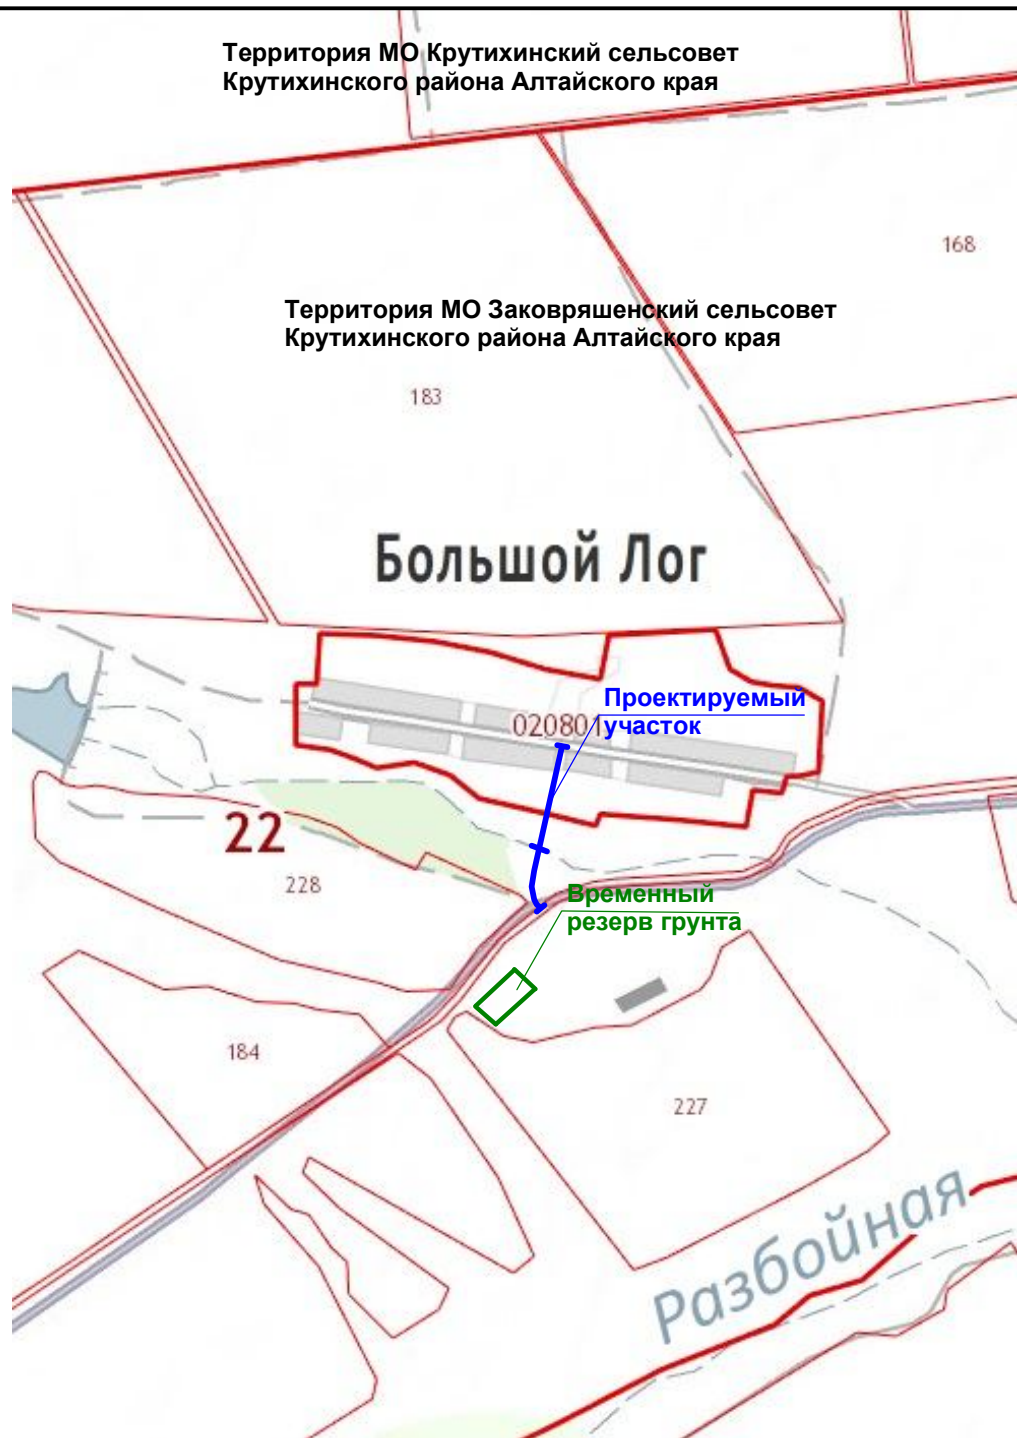 Территория МО Крутихинский сельсовет
Крутихинского района Алтайского края
168
Территория МО Заковряшенский сельсовет
Крутихинского района Алтайского края
183
Большой Лог
Проектируемый
участок
020801
22
228
Временный
резерв грунта
184
227
Разбойная